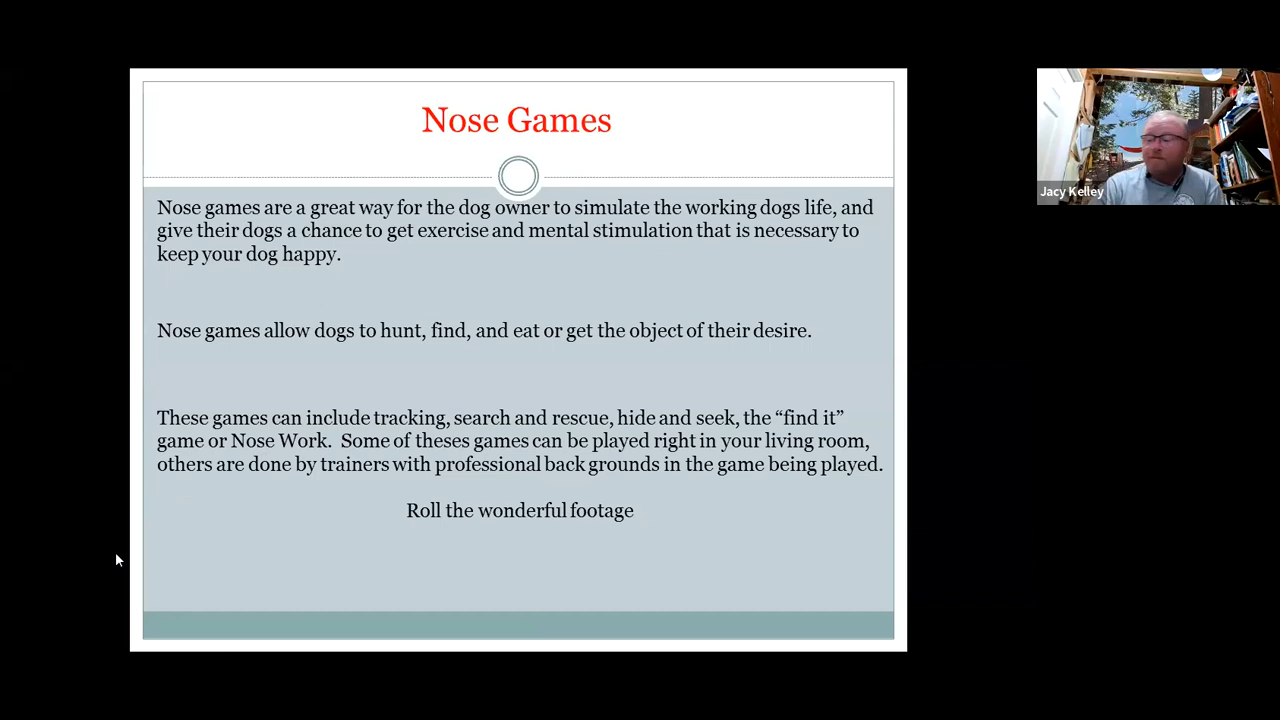 Nose Games
Nose games are a great way for the dog owner to simulate the working dogs life, and
give their dogs a chance to get exercise and mental stimulation that is necessary to
keep your dog happy.
Nose games allow dogs to hunt, find, and eat or get the object of their desire.
These games can include tracking, search and rescue, hide and seek, the “find it”
game or Nose Work.  Some of theses games can be played right in your living room,
others are done by trainers with professional back grounds in the game being played.
Roll the wonderful footage
Jacy Kelley